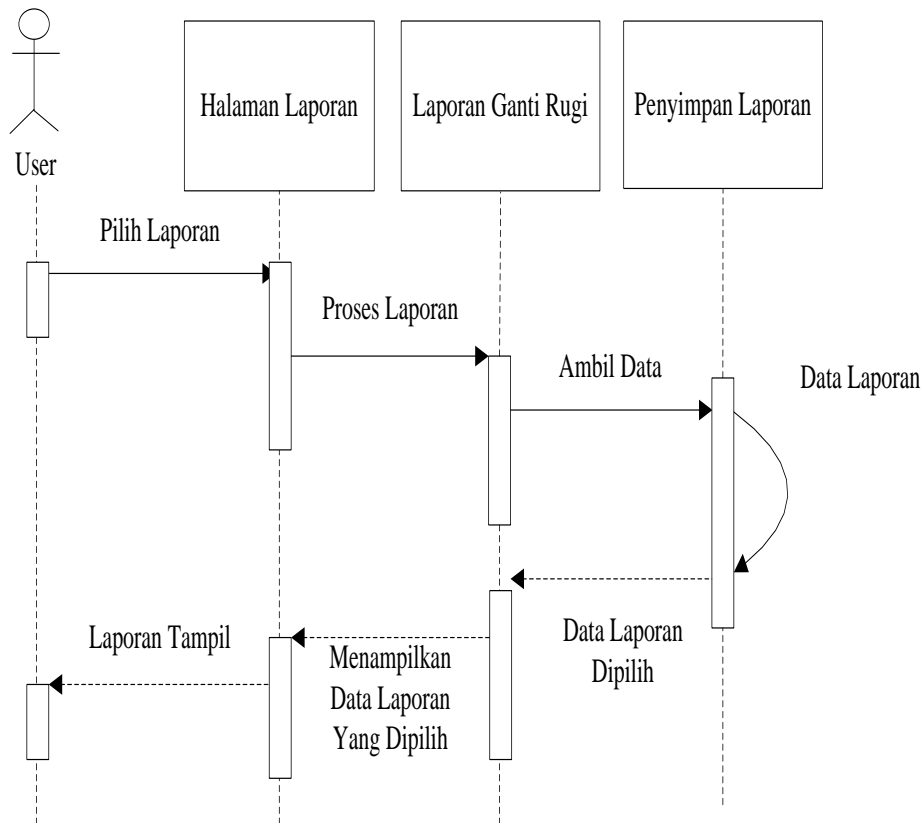 Halaman Laporan
Laporan Ganti Rugi
Penyimpan Laporan
User
Pilih Laporan
Proses Laporan
Ambil Data
Data Laporan
Data Laporan
Dipilih
Menampilkan
Data Laporan
Yang Dipilih
Laporan Tampil